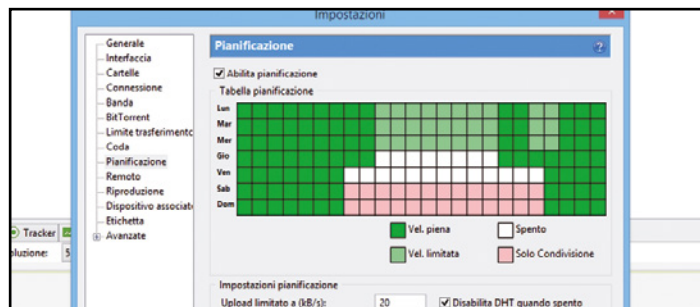 Impostazioni
Generale
Interfaccia
Cartelle
Connessione
Banda
BitTorrent
Limite trasferimento
Coda
Pianificazione
Remoto
Riproduzione
Dispositivo associat
Etichetta
Avanzate
Pianificazione
Abilita pianificazione
Tabella pianificazione
Lun
Mar
Mer
Gio
Ven
Sab
Dom
Vel. piena
Spento
Vel. limitata
Solo Condivisione
Impostazioni pianificazione
Upload limitato a (kB/s):
20
Disabilita DHT quando spento
Tracker
oluzione:
5